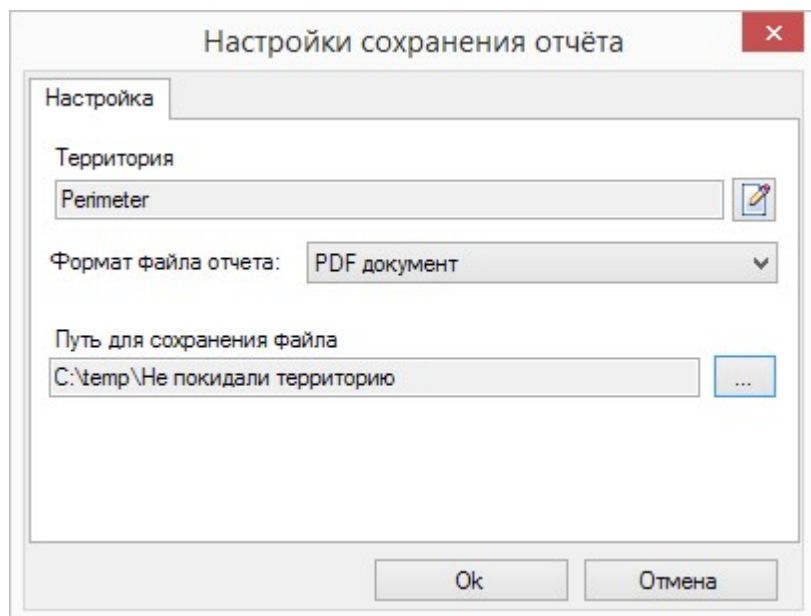 Настройки сохранения отчёта
Настройка
Территория
Perimeter
Формат файла отчета: PDF документ
Путь для сохранения файла
C:\temp\Не покидали территорию ...
Ok Отмена